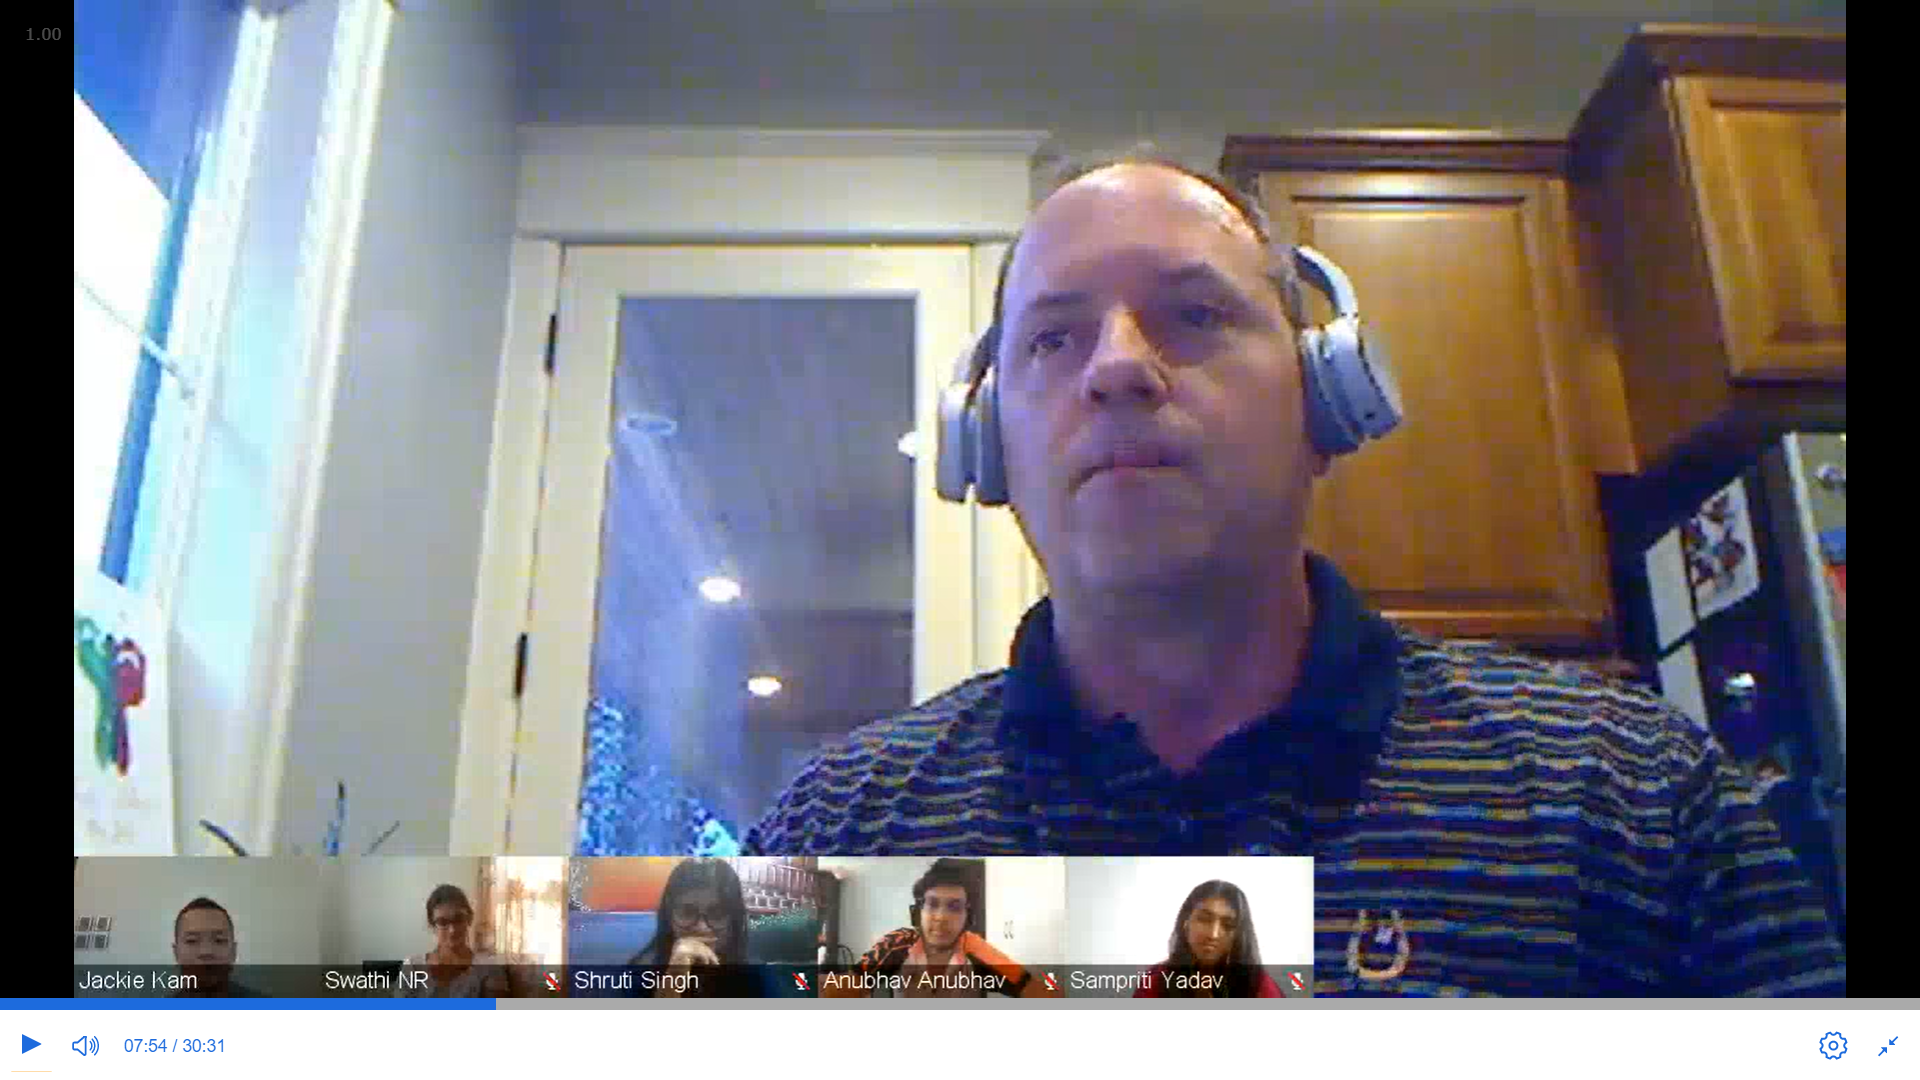 1.00
Jackie Kam
Swathi NR
Shruti Singh
Anubhav Anubhav
Sampriti Yadav
07:54 / 30:31